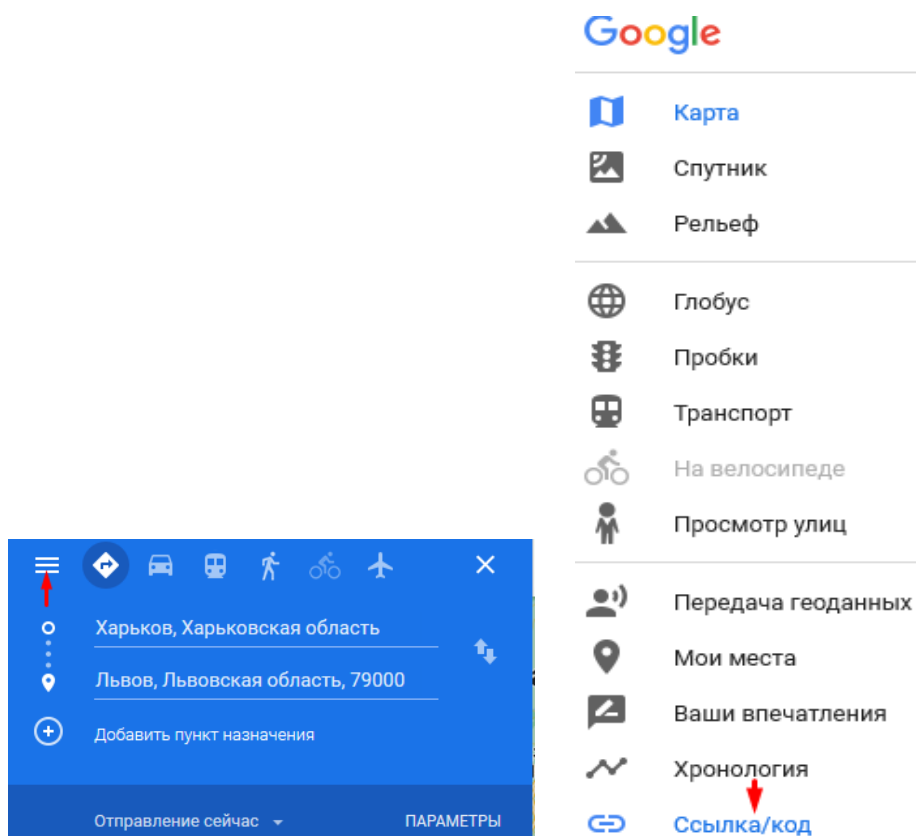 Google
Карта
Спутник
Рельеф
Глобус
Пробки
Транспорт
На велосипеде
Просмотр улиц
Передача геоданных
Мои места
Ваши впечатления
Хронология
Ссылка/код
Харьков, Харьковская область
Львов, Львовская область, 79000
Добавить пункт назначения
Отправление сейчас
ПАРАМЕТРЫ